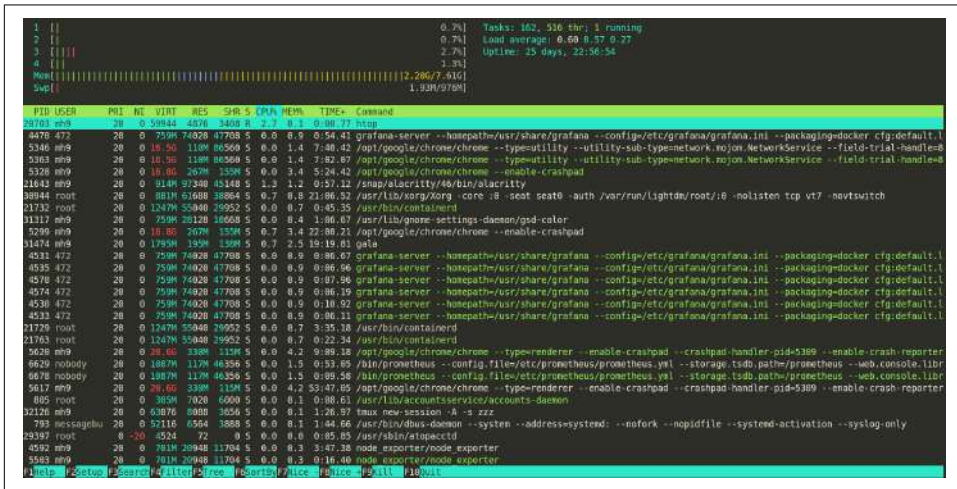 1 [| 0.7%] Tasks: 162, 516 thr; 1 running
2 [| 0.7%] Load average: 0.60 0.57 0.27
3 [|||| 2.7%] Uptime: 25 days, 22:56:54
4 [|| 1.3%]
Mem[|||||||||||||||||||||||||||||||||||||||||||||||||||||||||||||||2.28G/7.61G]
Swp[| 1.93M/976M]
PID USER PRI NI VIRT RES SHR S CPU% MEM% TIME+ Command
20703 mh9 20 0 59944 4876 3408 R 2.7 0.1 0:00.77 htop
4470 472 20 0 759M 74020 47708 S 0.0 0.9 0:54.41 grafana-server --homepath=/usr/share/grafana --config=/etc/grafana/grafana.ini --packaging=docker cfg:default.l
5346 mh9 20 0 18.5G 110M 86560 S 0.0 1.4 7:40.42 /opt/google/chrome/chrome --type=utility --utility-sub-type=network.mojom.NetworkService --field-trial-handle=8
5363 mh9 20 0 18.5G 110M 86560 S 0.0 1.4 7:02.07 /opt/google/chrome/chrome --type=utility --utility-sub-type=network.mojom.NetworkService --field-trial-handle=8
5328 mh9 20 0 18.8G 267M 155M S 0.0 3.4 5:24.42 /opt/google/chrome/chrome --enable-crashpad
21643 mh9 20 0 914M 97340 45148 S 1.3 1.2 0:57.12 /snap/alacritty/46/bin/alacritty
30944 root 20 0 881M 61688 38864 S 0.7 0.8 21:06.52 /usr/lib/xorg/Xorg -core :0 -seat seat0 -auth /var/run/lightdm/root/:0 -nolisten tcp vt7 -novtswitch
21732 root 20 0 1247M 55040 29952 S 0.0 0.7 0:45.35 /usr/bin/containerd
31317 mh9 20 0 759M 28128 18668 S 0.0 0.4 1:06.67 /usr/lib/gnome-settings-daemon/gsd-color
5299 mh9 20 0 18.8G 267M 155M S 0.7 3.4 22:00.21 /opt/google/chrome/chrome --enable-crashpad
31474 mh9 20 0 1795M 195M 130M S 0.7 2.5 19:19.01 gala
4531 472 20 0 759M 74020 47708 S 0.0 0.9 0:06.67 grafana-server --homepath=/usr/share/grafana --config=/etc/grafana/grafana.ini --packaging=docker cfg:default.l
4535 472 20 0 759M 74020 47708 S 0.0 0.9 0:06.96 grafana-server --homepath=/usr/share/grafana --config=/etc/grafana/grafana.ini --packaging=docker cfg:default.l
4570 472 20 0 759M 74020 47708 S 0.0 0.9 0:07.96 grafana-server --homepath=/usr/share/grafana --config=/etc/grafana/grafana.ini --packaging=docker cfg:default.l
4574 472 20 0 759M 74020 47708 S 0.0 0.9 0:06.19 grafana-server --homepath=/usr/share/grafana --config=/etc/grafana/grafana.ini --packaging=docker cfg:default.l
4530 472 20 0 759M 74020 47708 S 0.0 0.9 0:10.92 grafana-server --homepath=/usr/share/grafana --config=/etc/grafana/grafana.ini --packaging=docker cfg:default.l
4533 472 20 0 759M 74020 47708 S 0.0 0.9 0:06.11 grafana-server --homepath=/usr/share/grafana --config=/etc/grafana/grafana.ini --packaging=docker cfg:default.l
21729 root 20 0 1247M 55040 29952 S 0.0 0.7 3:35.18 /usr/bin/containerd
21763 root 20 0 1247M 55040 29952 S 0.0 0.7 0:22.34 /usr/bin/containerd
5620 mh9 20 0 20.6G 338M 115M S 0.0 4.2 9:09.18 /opt/google/chrome/chrome --type=renderer --enable-crashpad --crashpad-handler-pid=5309 --enable-crash-reporter
6629 nobody 20 0 1087M 117M 46356 S 0.0 1.5 0:53.05 /bin/prometheus --config.file=/etc/prometheus/prometheus.yml --storage.tsdb.path=/prometheus --web.console.libr
6678 nobody 20 0 1087M 117M 46356 S 0.0 1.5 0:09.58 /bin/prometheus --config.file=/etc/prometheus/prometheus.yml --storage.tsdb.path=/prometheus --web.console.libr
5617 mh9 20 0 20.6G 338M 115M S 0.0 4.2 53:47.05 /opt/google/chrome/chrome --type=renderer --enable-crashpad --crashpad-handler-pid=5309 --enable-crash-reporter
805 root 20 0 305M 7020 6000 S 0.0 0.1 0:08.61 /usr/lib/accountsservice/accounts-daemon
32126 mh9 20 0 63076 8088 3656 S 0.0 0.1 1:26.97 tmux new-session -A -s zzz
793 messagebu 20 0 52116 6564 3888 S 0.0 0.1 1:44.66 /usr/bin/dbus-daemon --system --address=systemd: --nofork --nopidfile --systemd-activation --syslog-only
29397 root 0 -20 4524 72 0 S 0.0 0.0 0:05.05 /usr/sbin/atopacctd
4592 mh9 20 0 701M 20948 11704 S 0.0 0.3 3:47.38 node_exporter/node_exporter
5503 mh9 20 0 701M 20948 11704 S 0.0 0.3 0:16.40 node_exporter/node_exporter
F1Help F2Setup F3SearchF4FilterF5Tree F6SortByF7Nice -F8Nice +F9Kill F10Quit